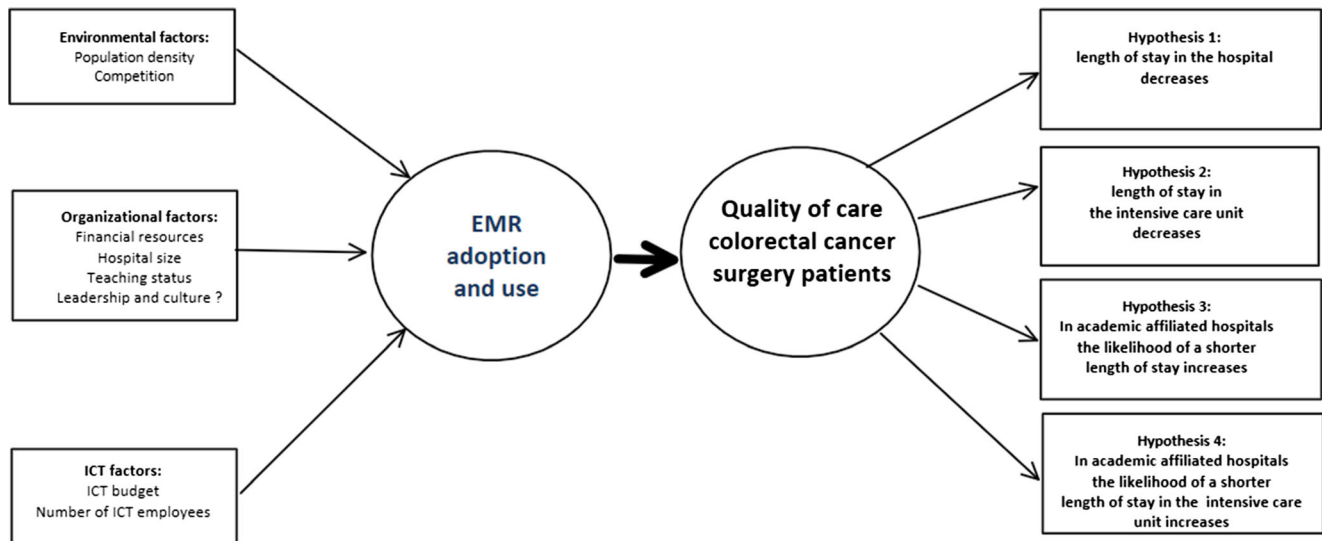 Environmental factors:
Population density
Competition
Organizational factors:
Financial resources
Hospital size
Teaching status
Leadership and culture ?
ICT factors:
ICT budget
Number of ICT employees
EMR
adoption
and use
Quality of care
colorectal cancer
surgery patients
Hypothesis 1:
length of stay in the hospital
decreases
Hypothesis 2:
length of stay in
the intensive care unit
decreases
Hypothesis 3:
In academic affiliated hospitals
the likelihood of a shorter
length of stay increases
Hypothesis 4:
In academic affiliated hospitals
the likelihood of a shorter
length of stay in the intensive care
unit increases